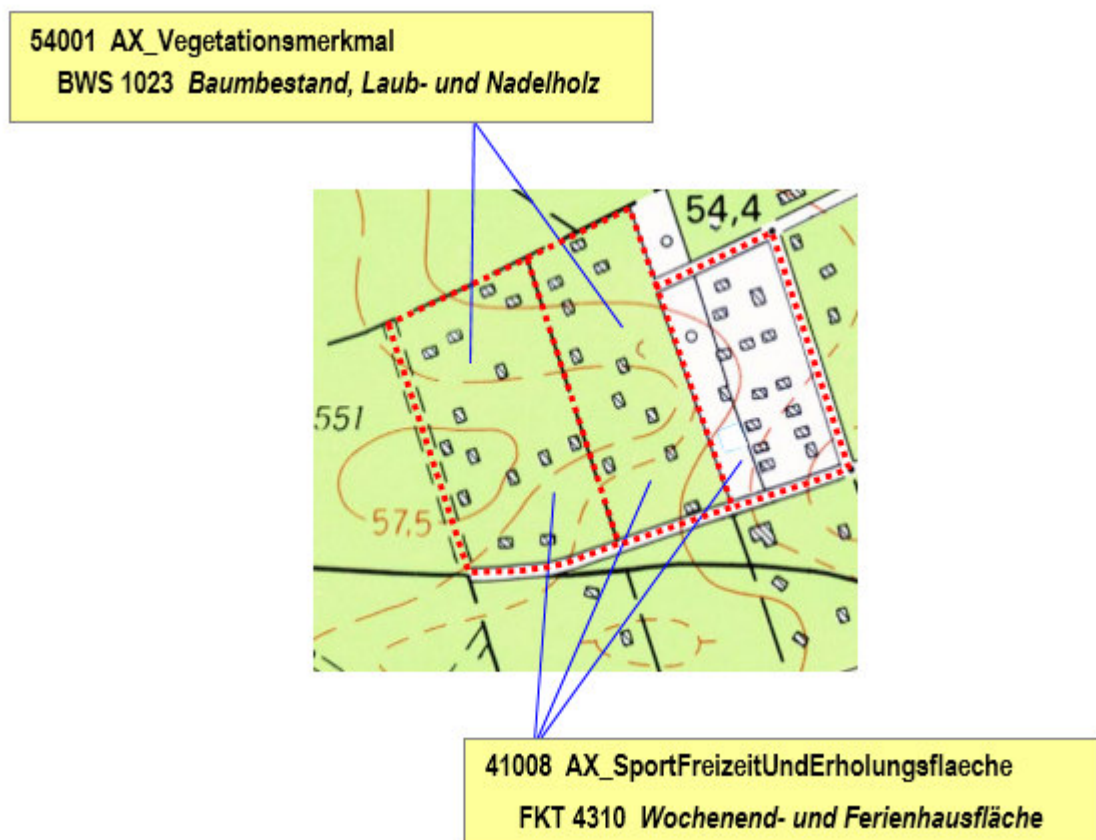 54001 AX_Vegetationsmerkmal
BWS 1023 Baumbestand, Laub- und Nadelholz
54,4
551
57,5
41008 AX_SportFreizeitUndErholungsflaeche
FKT 4310 Wochenend- und Ferienhausfläche